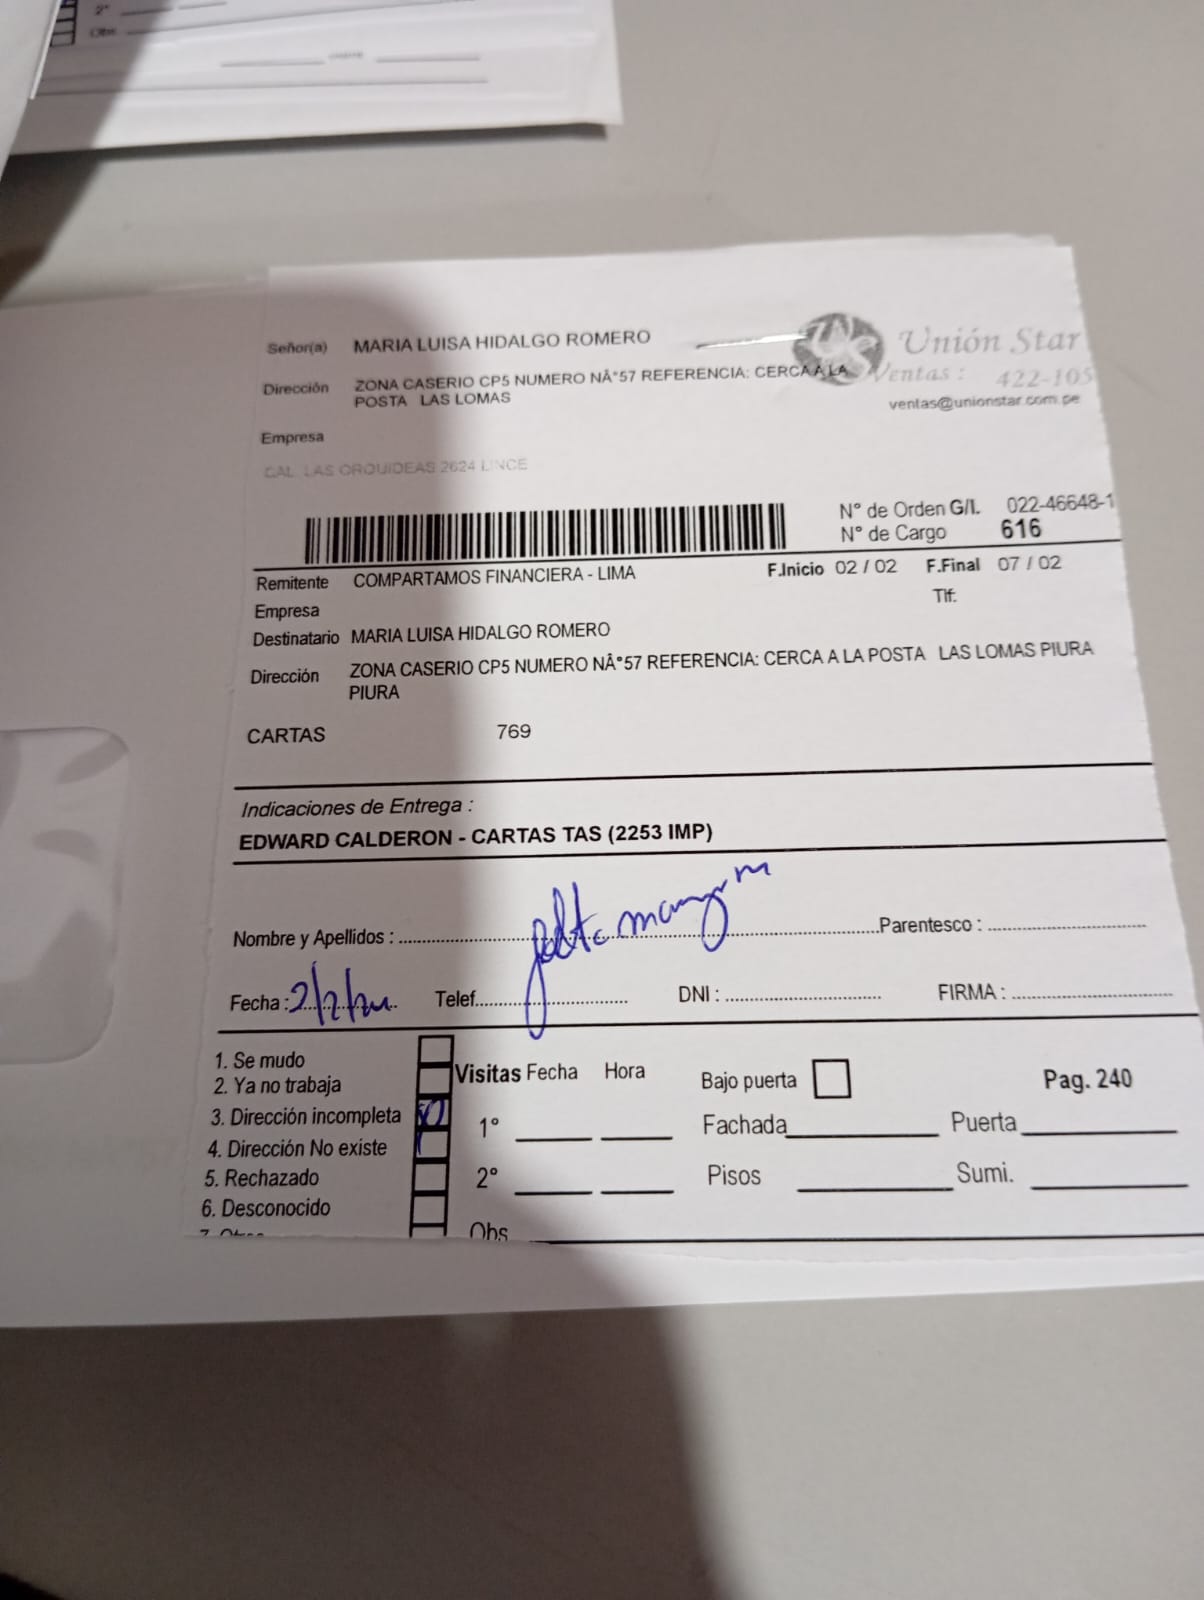 2°
Obs
Señor(a) MARIA LUISA HIDALGO ROMERO
Unión Star
Dirección ZONA CASERIO CP5 NUMERO NÂ°57 REFERENCIA: CERCA A LA
POSTA LAS LOMAS
Ventas : 422-105
ventas@unionstar.com.pe
Empresa
CAL. LAS ORQUIDEAS 2624 LINCE
N° de Orden G/I. 022-46648-1
N° de Cargo 616
Remitente COMPARTAMOS FINANCIERA - LIMA F.Inicio 02 / 02 F.Final 07 / 02
Empresa Tlf:
Destinatario MARIA LUISA HIDALGO ROMERO
Dirección ZONA CASERIO CP5 NUMERO NÂ°57 REFERENCIA: CERCA A LA POSTA LAS LOMAS PIURA
PIURA
CARTAS 769
Indicaciones de Entrega :
EDWARD CALDERON - CARTAS TAS (2253 IMP)
Nombre y Apellidos : Parentesco :
Fecha : 2/2/ Telef. DNI : FIRMA :
1. Se mudo
2. Ya no trabaja
3. Dirección incompleta
4. Dirección No existe
5. Rechazado
6. Desconocido
Visitas Fecha Hora
1°
2°
Obs
Bajo puerta Pag. 240
Fachada Puerta
Pisos Sumi.